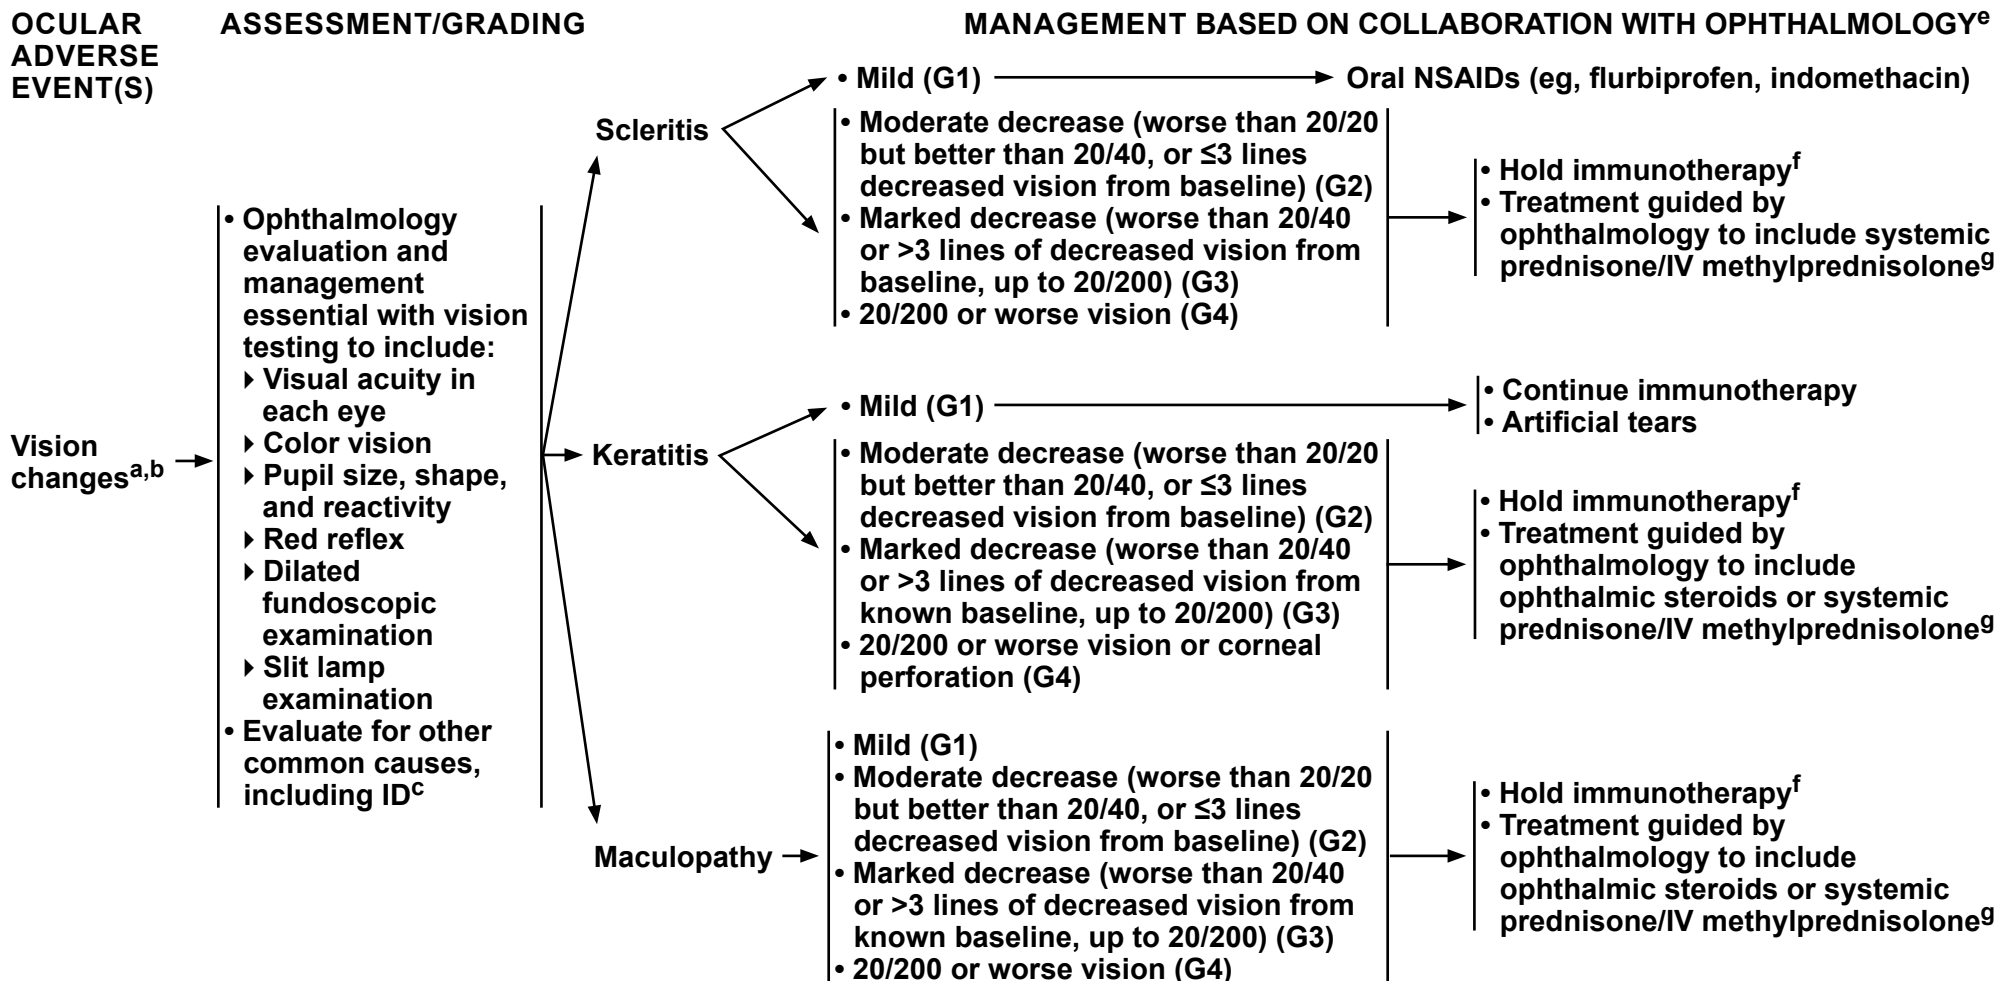 OCULAR
ADVERSE
EVENT(S)
ASSESSMENT/GRADING
MANAGEMENT BASED ON COLLABORATION WITH OPHTHALMOLOGYe
Vision
changesa,b
• Ophthalmology
evaluation and
management
essential with vision
testing to include:
Visual acuity in
each eye
Color vision
Pupil size, shape,
and reactivity
Red reflex
Dilated
fundoscopic
examination
Slit lamp
examination
• Evaluate for other
common causes,
including IDc
Scleritis
• Mild (G1)
Oral NSAIDs (eg, flurbiprofen, indomethacin)
• Moderate decrease (worse than 20/20
but better than 20/40, or ≤3 lines
decreased vision from baseline) (G2)
• Marked decrease (worse than 20/40
or >3 lines of decreased vision from
baseline, up to 20/200) (G3)
• 20/200 or worse vision (G4)
• Hold immunotherapyf
• Treatment guided by
ophthalmology to include systemic
prednisone/IV methylprednisoloneg
Keratitis
• Mild (G1)
• Continue immunotherapy
• Artificial tears
• Moderate decrease (worse than 20/20
but better than 20/40, or ≤3 lines
decreased vision from baseline) (G2)
• Marked decrease (worse than 20/40
or >3 lines of decreased vision from
known baseline, up to 20/200) (G3)
• 20/200 or worse vision or corneal
perforation (G4)
• Hold immunotherapyf
• Treatment guided by
ophthalmology to include
ophthalmic steroids or systemic
prednisone/IV methylprednisoloneg
Maculopathy
• Mild (G1)
• Moderate decrease (worse than 20/20
but better than 20/40, or ≤3 lines
decreased vision from baseline) (G2)
• Marked decrease (worse than 20/40
or >3 lines of decreased vision from
known baseline, up to 20/200) (G3)
• 20/200 or worse vision (G4)
• Hold immunotherapyf
• Treatment guided by
ophthalmology to include
ophthalmic steroids or systemic
prednisone/IV methylprednisoloneg